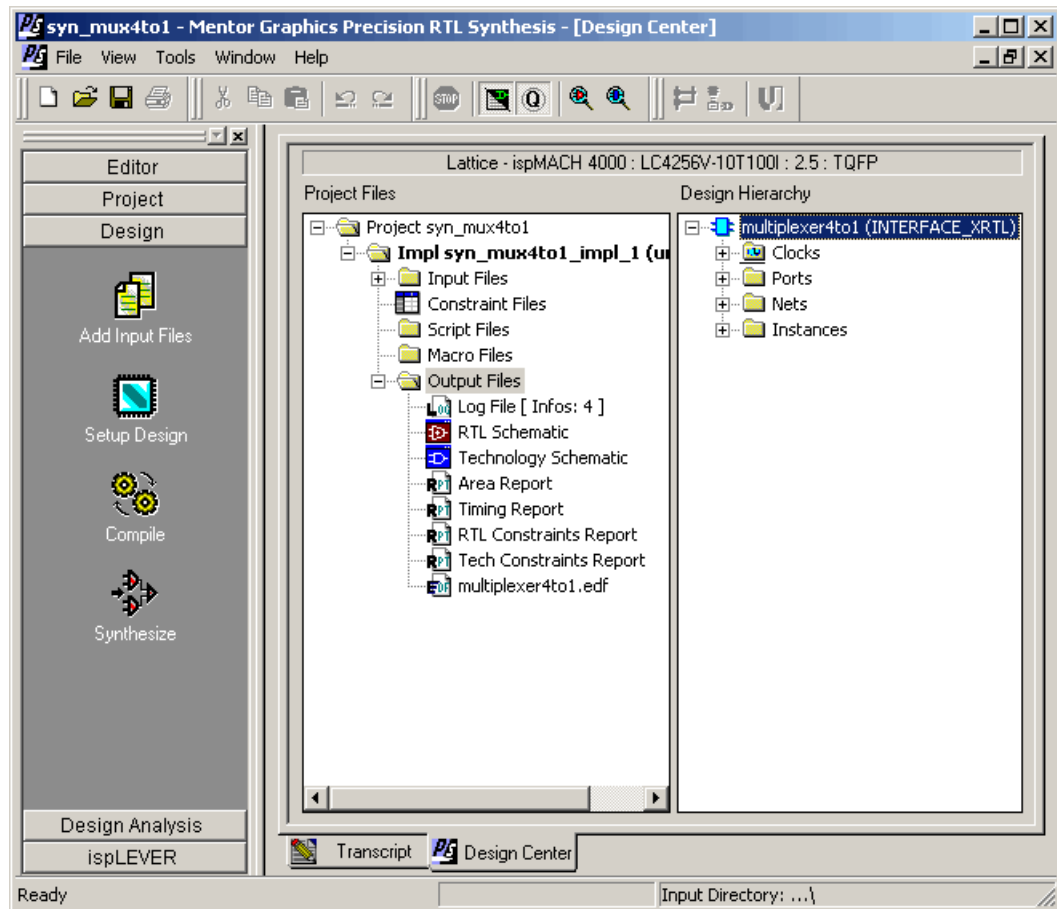 syn_mux4to1 - Mentor Graphics Precision RTL Synthesis - [Design Center]
File View Tools Window Help
STOP Q
Editor
Project
Design
Add Input Files
Setup Design
Compile
Synthesize
Design Analysis
ispLEVER
Lattice - ispMACH 4000 : LC4256V-10T100I : 2.5 : TQFP
Project Files
Project syn_mux4to1
Impl syn_mux4to1_impl_1 (
Input Files
Constraint Files
Script Files
Macro Files
Output Files
Log File [ Infos: 4 ]
RTL Schematic
Technology Schematic
Area Report
Timing Report
RTL Constraints Report
Tech Constraints Report
multiplexer4to1.edf
Design Hierarchy
multiplexer4to1 (INTERFACE_XRTL)
Clocks
Ports
Nets
Instances
Transcript
Design Center
Ready
Input Directory: ...\